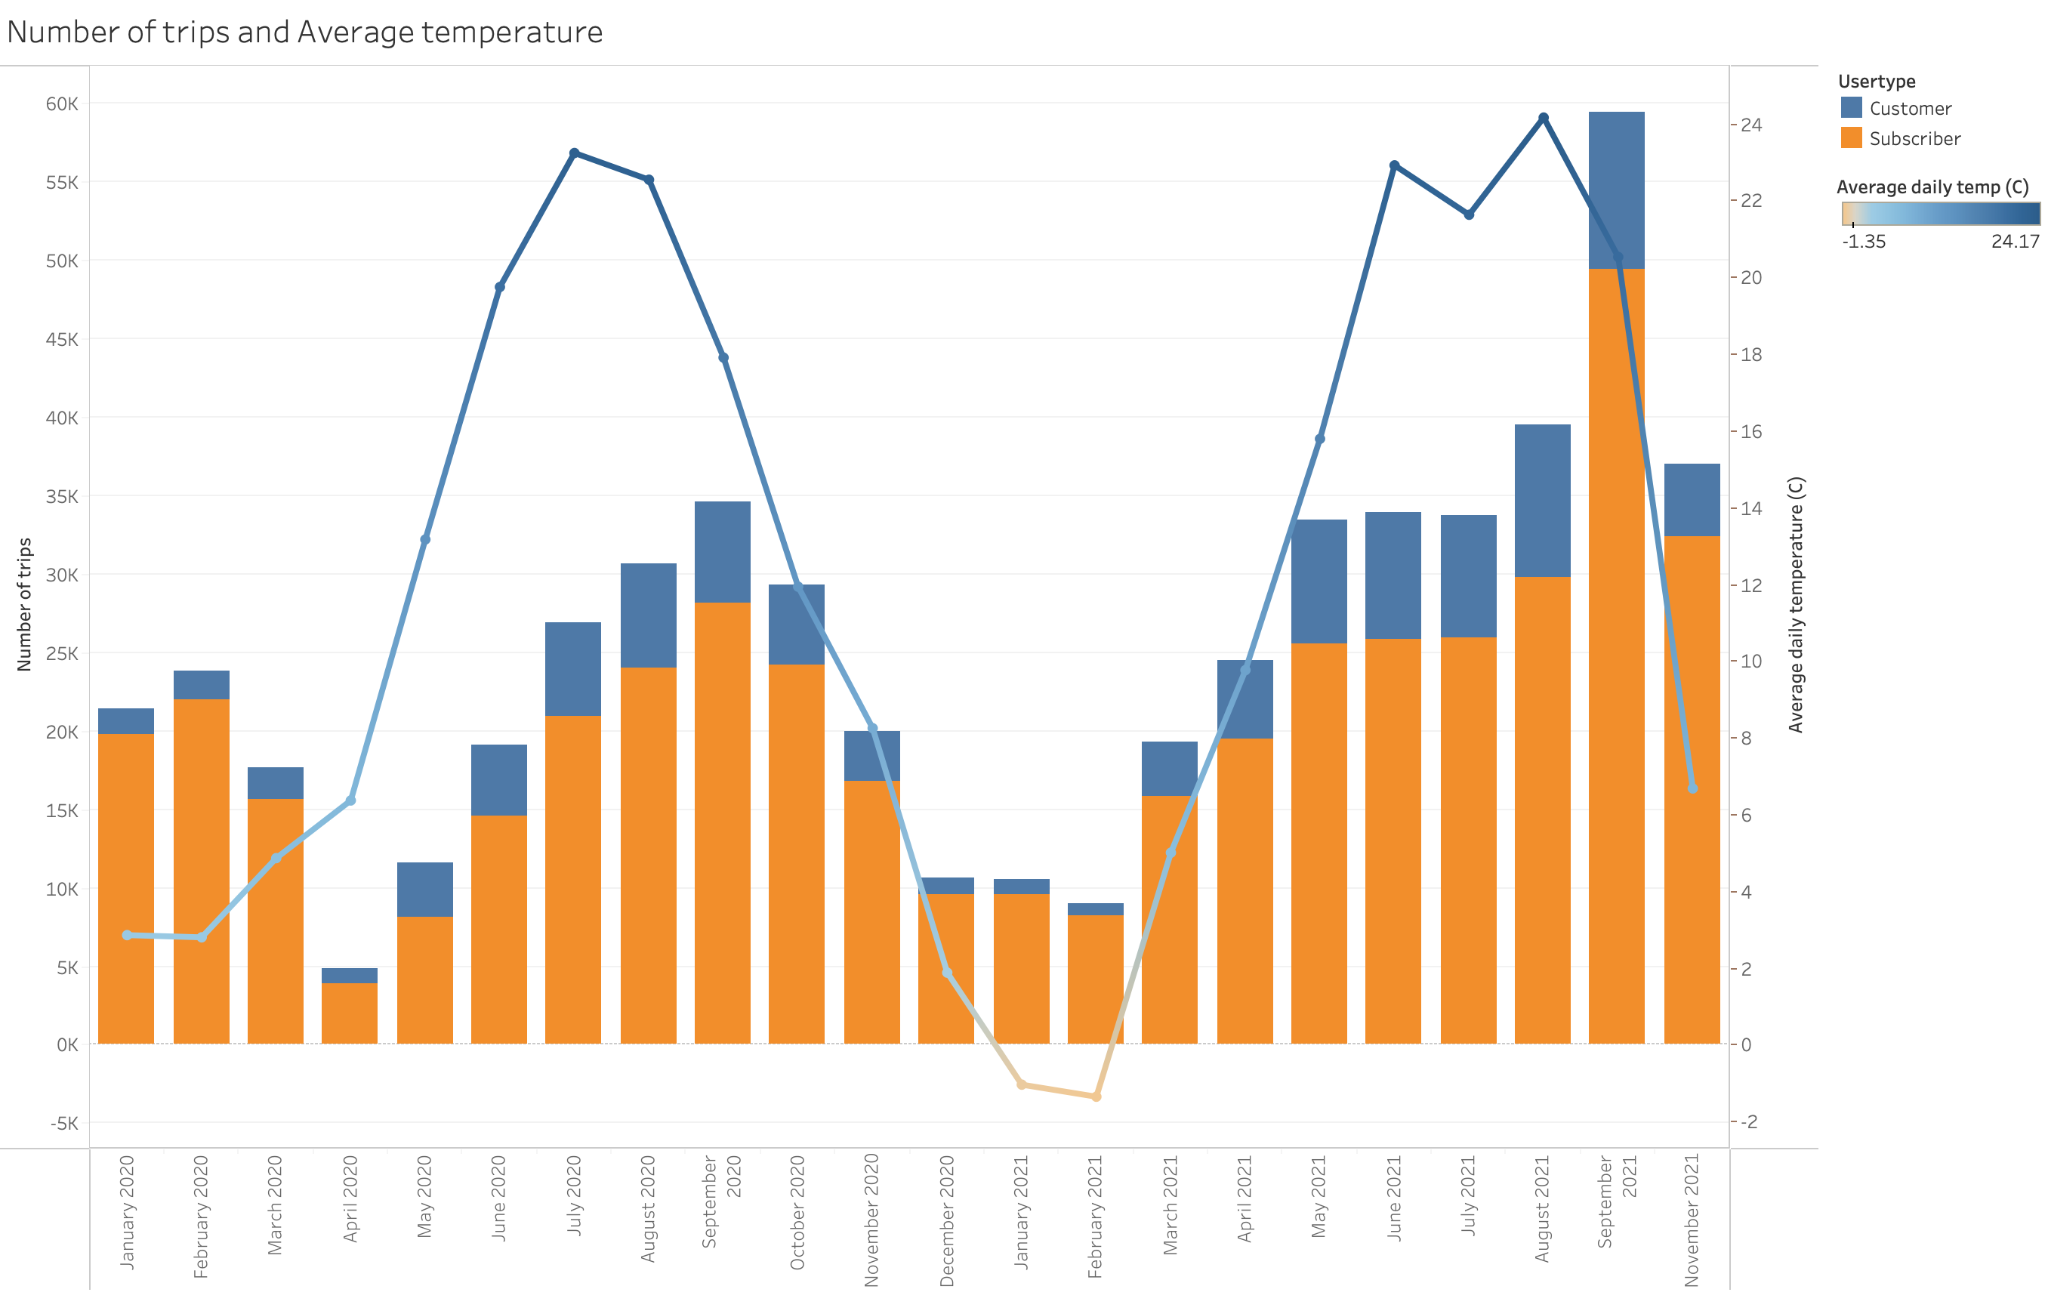 Number of trips and Average temperature
Usertype
Customer
Subscriber
Average daily temp (C)
-1.35 24.17
Number of trips
60K
55K
50K
45K
40K
35K
30K
25K
20K
15K
10K
5K
0K
-5K
24
22
20
18
16
14
12
10
8
6
4
2
0
-2
Average daily temperature (C)
January 2020
February 2020
March 2020
April 2020
May 2020
June 2020
July 2020
August 2020
September
2020
October 2020
November 2020
December 2020
January 2021
February 2021
March 2021
April 2021
May 2021
June 2021
July 2021
August 2021
September
2021
November 2021